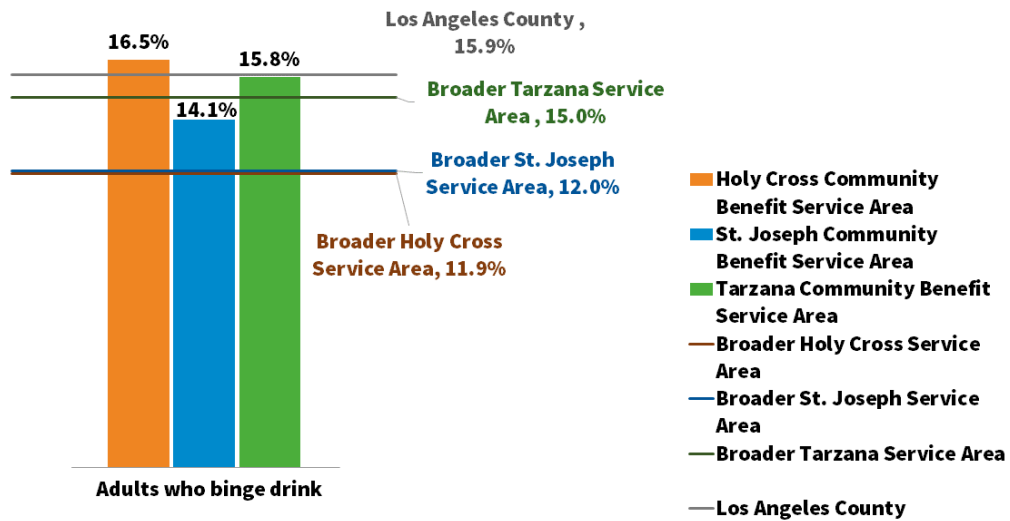 Los Angeles County ,
15.9%
16.5%
15.8%
14.1%
Broader Tarzana Service
Area , 15.0%
Broader St. Joseph
Service Area, 12.0%
Broader Holy Cross
Service Area, 11.9%
Adults who binge drink
Holy Cross Community
Benefit Service Area
St. Joseph Community
Benefit Service Area
Tarzana Community Benefit
Service Area
Broader Holy Cross Service
Area
Broader St. Joseph Service
Area
Broader Tarzana Service Area
Los Angeles County